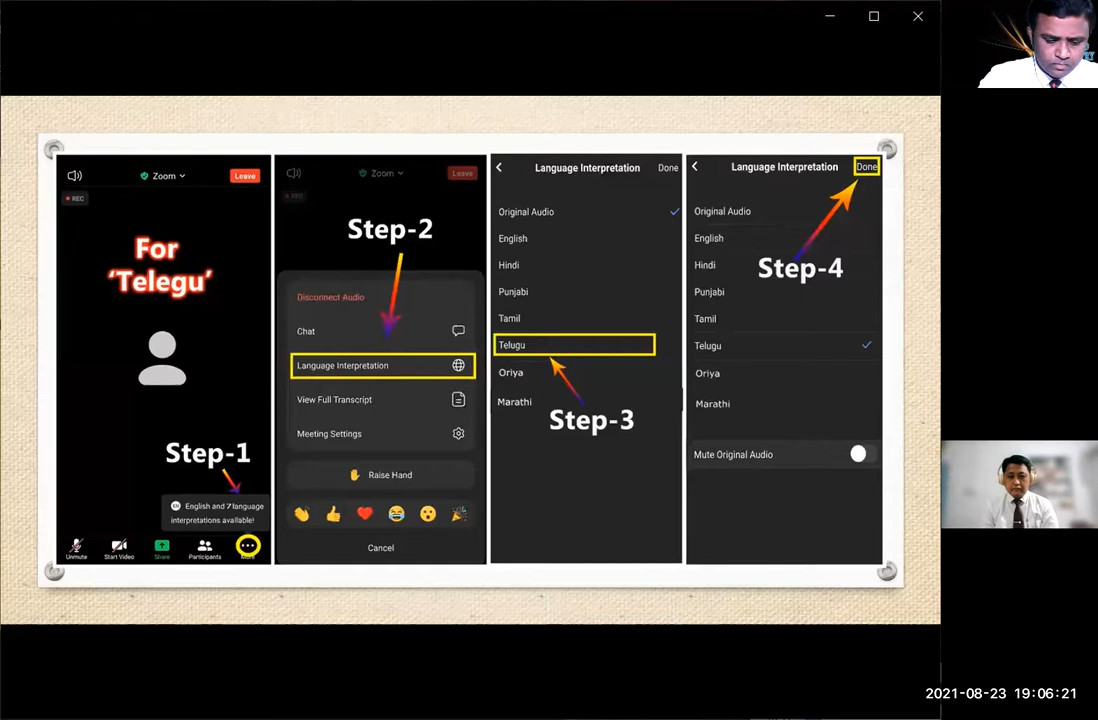 Zoom
Leave
REC
For
‘Telegu’
Step-1
EN English and 7 language
interpretations available!
Unmute
Start Video
Share
Participants
More
Zoom
Leave
REC
Step-2
Disconnect Audio
Chat
Language Interpretation
View Full Transcript
Meeting Settings
Raise Hand
Cancel
Language Interpretation Done
Original Audio
English
Hindi
Punjabi
Tamil
Telugu
Oriya
Marathi
Step-3
Language Interpretation Done
Original Audio
English
Hindi
Punjabi
Tamil
Telugu
Oriya
Marathi
Step-4
Mute Original Audio
2021-08-23 19:06:21